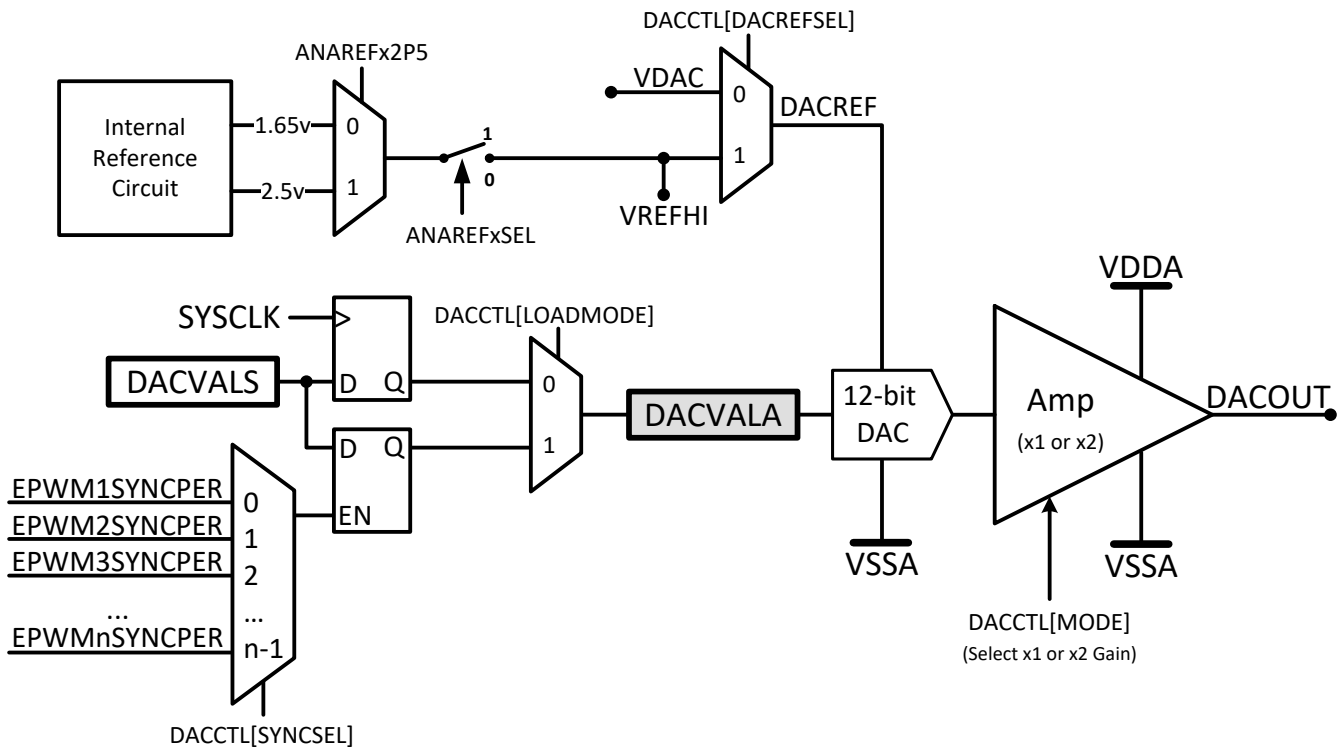 DACCTL[DACREFSEL]
ANAREFx2P5
VDAC
0
DACREF
Internal
Reference
Circuit
1.65v
0
1
1
2.5v
1
0
VREFHI
ANAREFxSEL
VDDA
SYSCLK
>
DACCTL[LOADMODE]
DACVALS
D
Q
0
12-bit
DAC
Amp
(x1 or x2)
DACOUT
DACVALA
D
Q
1
EPWM1SYNCPER
0
EN
EPWM2SYNCPER
1
EPWM3SYNCPER
2
VSSA
VSSA
...
...
EPWMnSYNCPER
n-1
DACCTL[MODE]
(Select x1 or x2 Gain)
DACCTL[SYNCSEL]